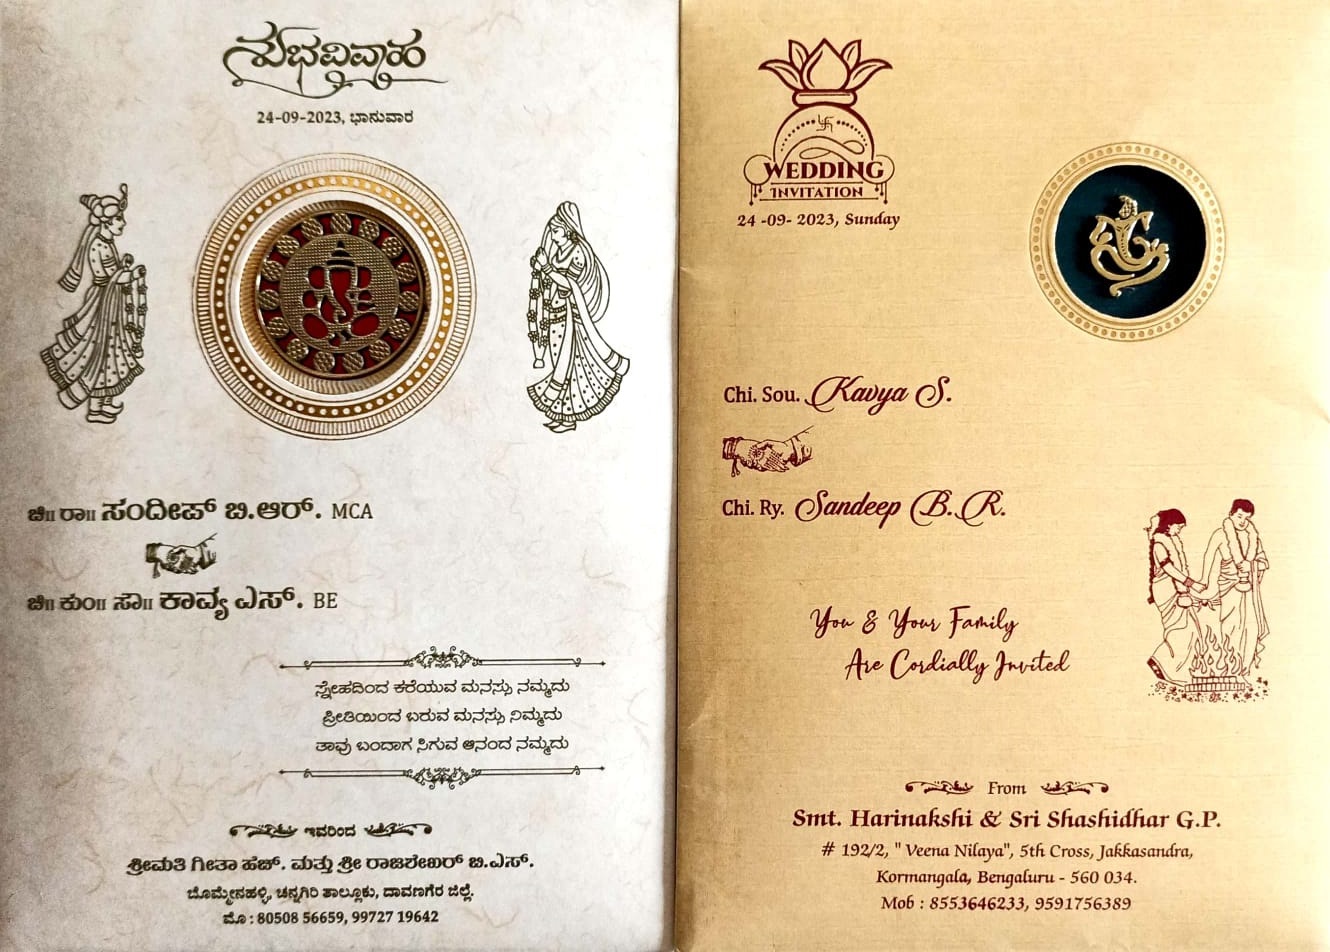 ಶುಭವಿವಾಹ
24-09-2023, ಭಾನುವಾರ
ಚಿ॥ ರಾ॥ ಸಂದೀಪ್ ಬಿ.ಆರ್. MCA
ಚಿ॥ ಕುಂ॥ ಸೌ॥ ಕಾವ್ಯ ಎಸ್. BE
ಸ್ನೇಹದಿಂದ ಕರೆಯುವ ಮನಸ್ಸು ನಮ್ಮದು
ಪ್ರೀತಿಯಿಂದ ಬರುವ ಮನಸ್ಸು ನಿಮ್ಮದು
ತಾವು ಬಂದಾಗ ಸಿಗುವ ಆನಂದ ನಮ್ಮದು
ಇವರಿಂದ
ಶ್ರೀಮತಿ ಗೀತಾ ಹೆಚ್. ಮತ್ತು ಶ್ರೀ ರಾಜಶೇಖರ್ ಬಿ.ಎಸ್.
ಬೊಮ್ಮೇನಹಳ್ಳಿ, ಚನ್ನಗಿರಿ ತಾಲ್ಲೂಕು, ದಾವಣಗೆರೆ ಜಿಲ್ಲೆ.
ಮೊ : 80508 56659, 99727 19642
WEDDING
INVITATION
24 -09- 2023, Sunday
Chi. Sou. Kavya S.
Chi. Ry. Sandeep B. R.
You & Your Family
Are Cordially Invited
From
Smt. Harinakshi & Sri Shashidhar G.P.
# 192/2, " Veena Nilaya", 5th Cross, Jakkasandra,
Kormangala, Bengaluru - 560 034.
Mob : 8553646233, 9591756389